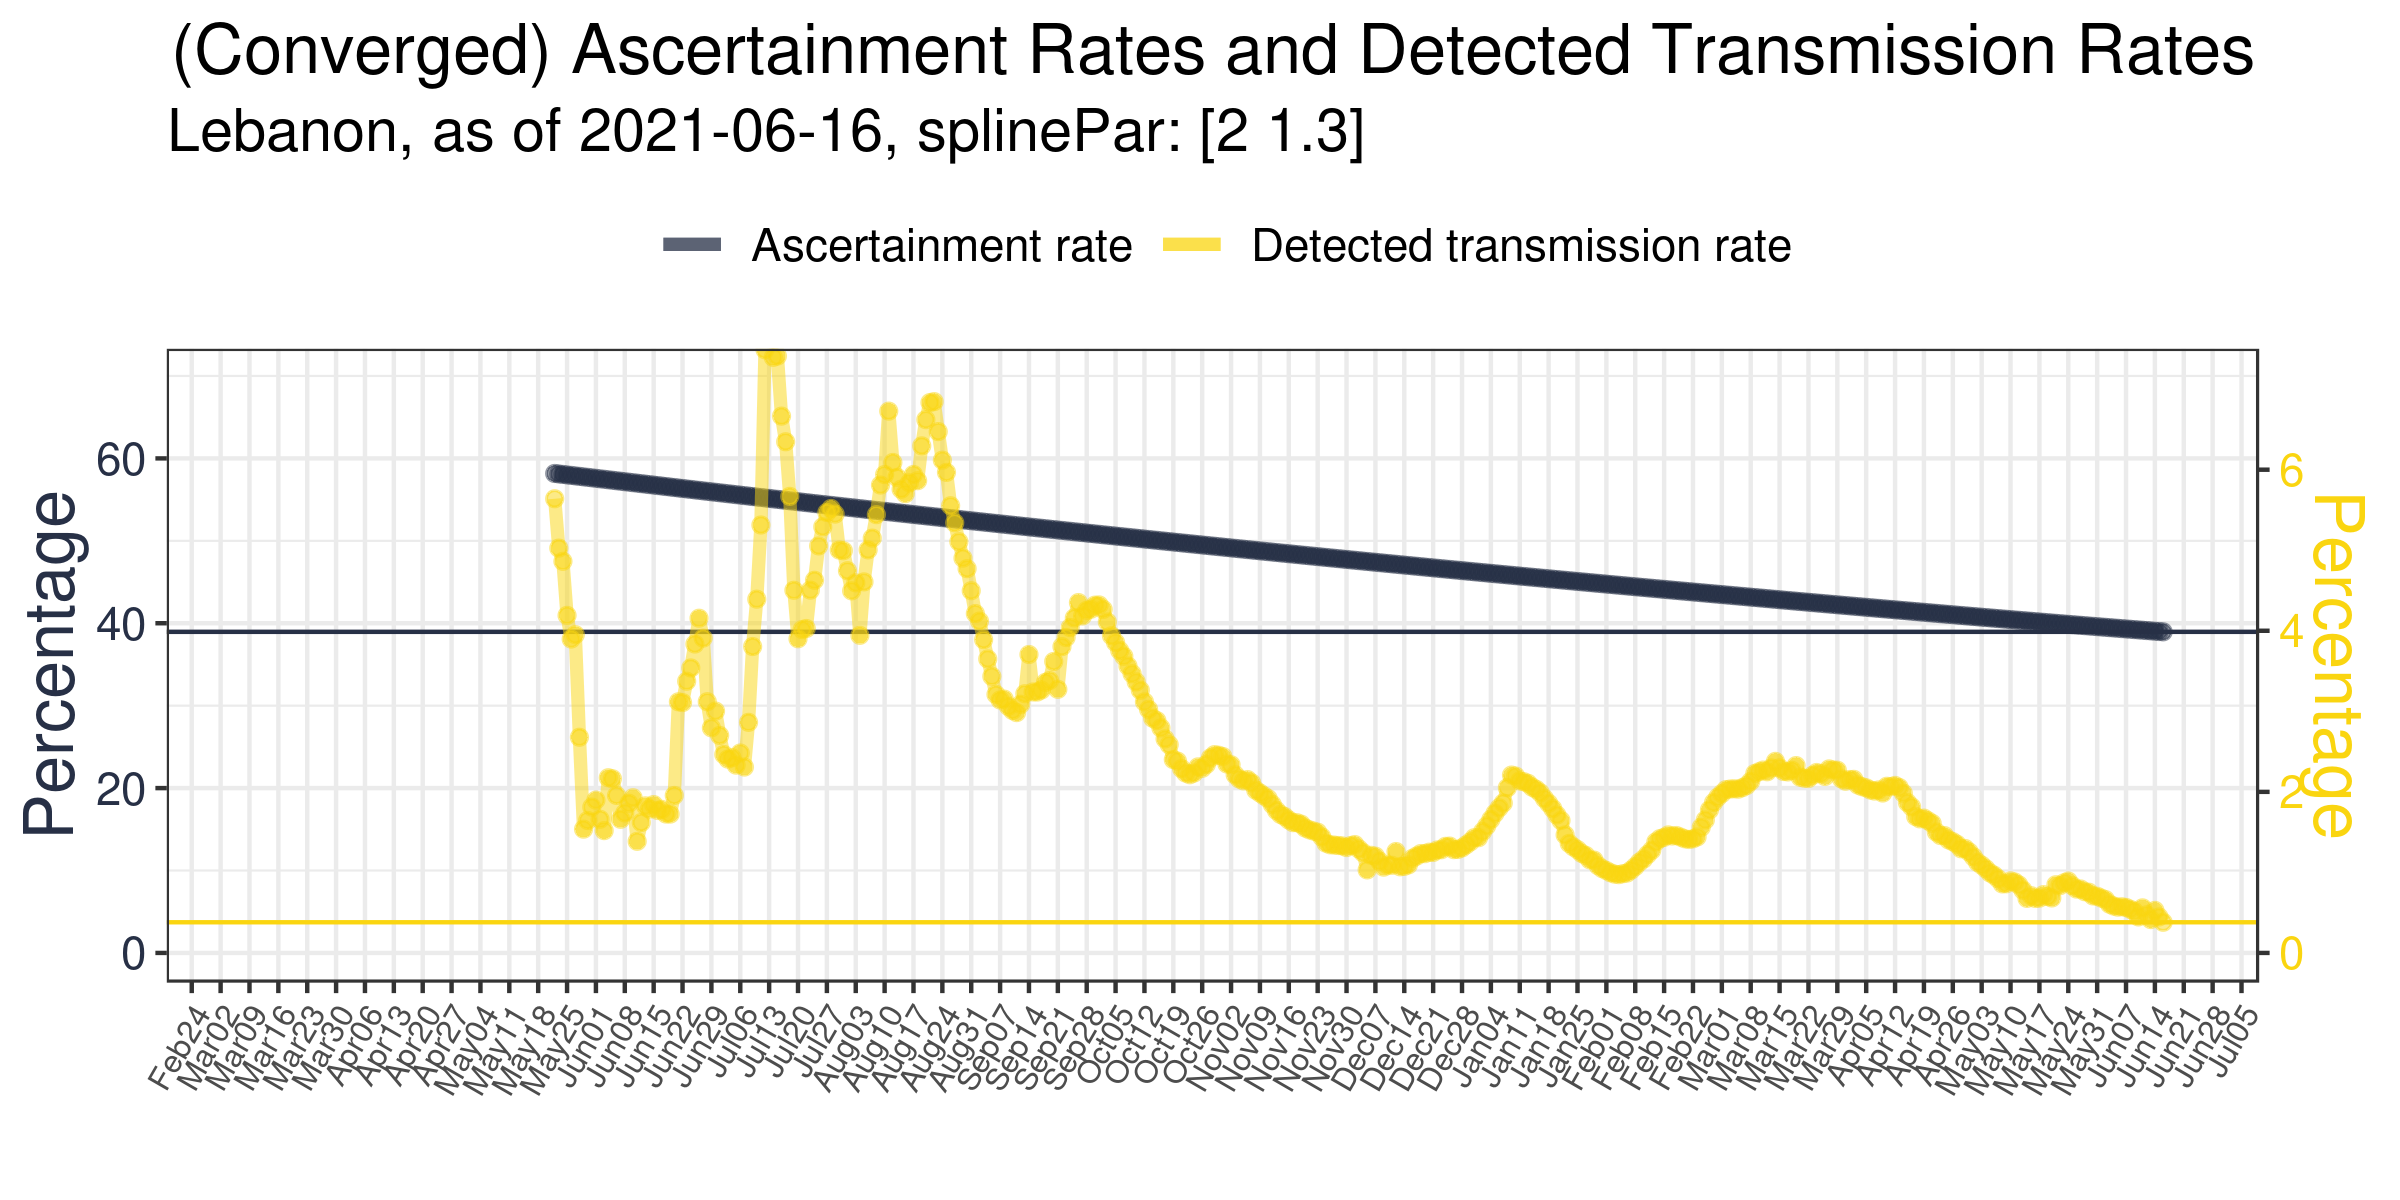 (Converged) Ascertainment Rates and Detected Transmission Rates
Lebanon, as of 2021-06-16, splinePar: [2 1.3]
Ascertainment rate
Detected transmission rate
Percentage
60
40
20
0
6
4
2
0
Percentage
Feb24
Mar02
Mar09
Mar16
Mar23
Mar30
Apr06
Apr13
Apr20
Apr27
May04
May11
May18
May25
Jun01
Jun08
Jun15
Jun22
Jun29
Jul06
Jul13
Jul20
Jul27
Aug03
Aug10
Aug17
Aug24
Aug31
Sep07
Sep14
Sep21
Sep28
Oct05
Oct12
Oct19
Oct26
Nov02
Nov09
Nov16
Nov23
Nov30
Dec07
Dec14
Dec21
Dec28
Jan04
Jan11
Jan18
Jan25
Feb01
Feb08
Feb15
Feb22
Mar01
Mar08
Mar15
Mar22
Mar29
Apr05
Apr12
Apr19
Apr26
May03
May10
May17
May24
May31
Jun07
Jun14
Jun21
Jun28
Jul05